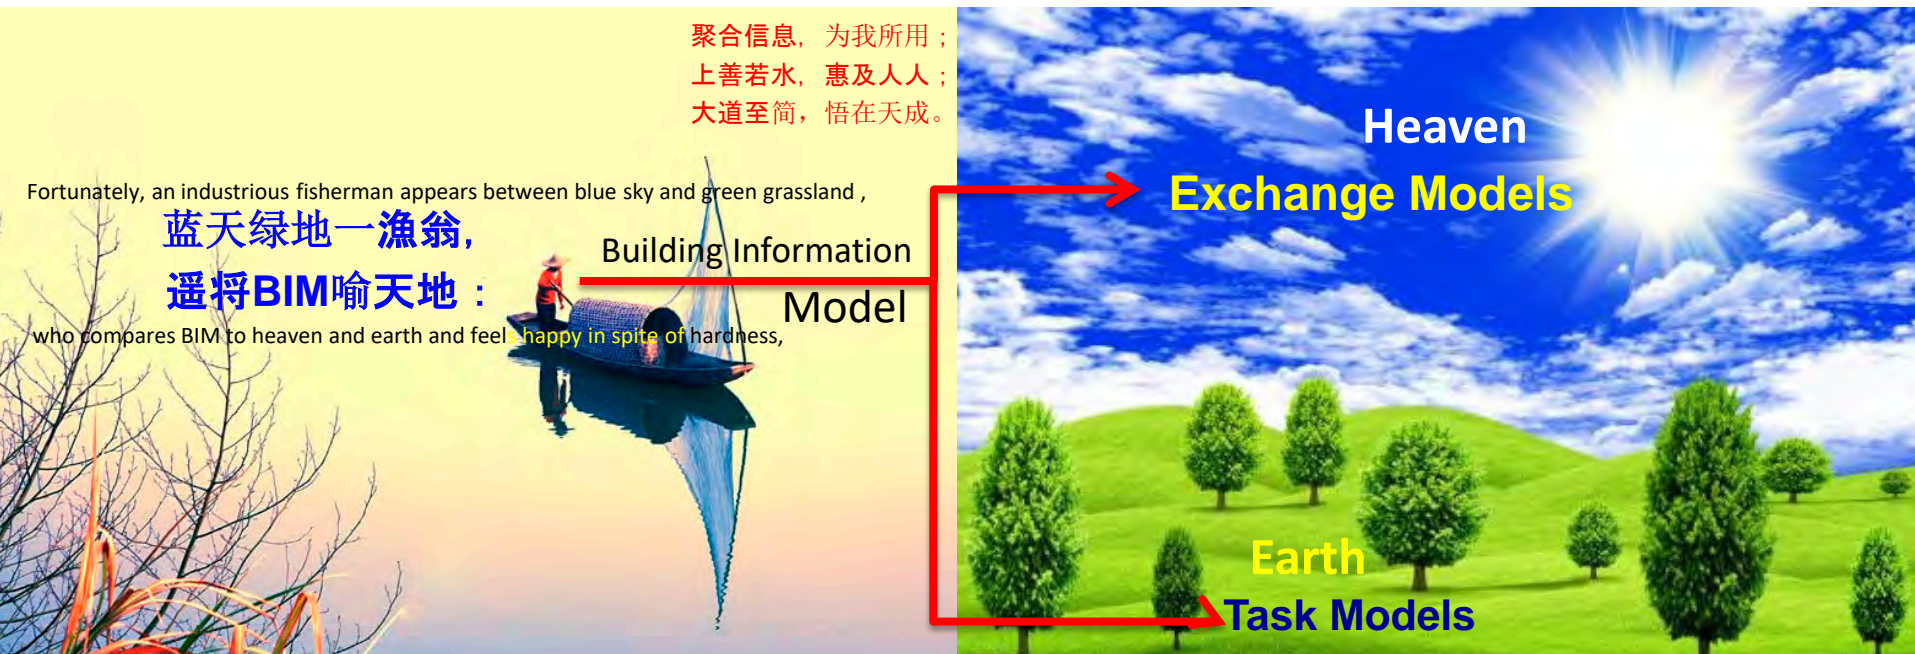 聚合信息, 为我所用；
上善若水, 惠及人人；
大道至简，悟在天成。
Fortunately, an industrious fisherman appears between blue sky and green grassland ,
蓝天绿地一漁翁,
遥将BIM喻天地：
who compares BIM to heaven and earth and feels happy in spite of hardness,
Building Information
Model
Heaven
Exchange Models
Earth
Task Models